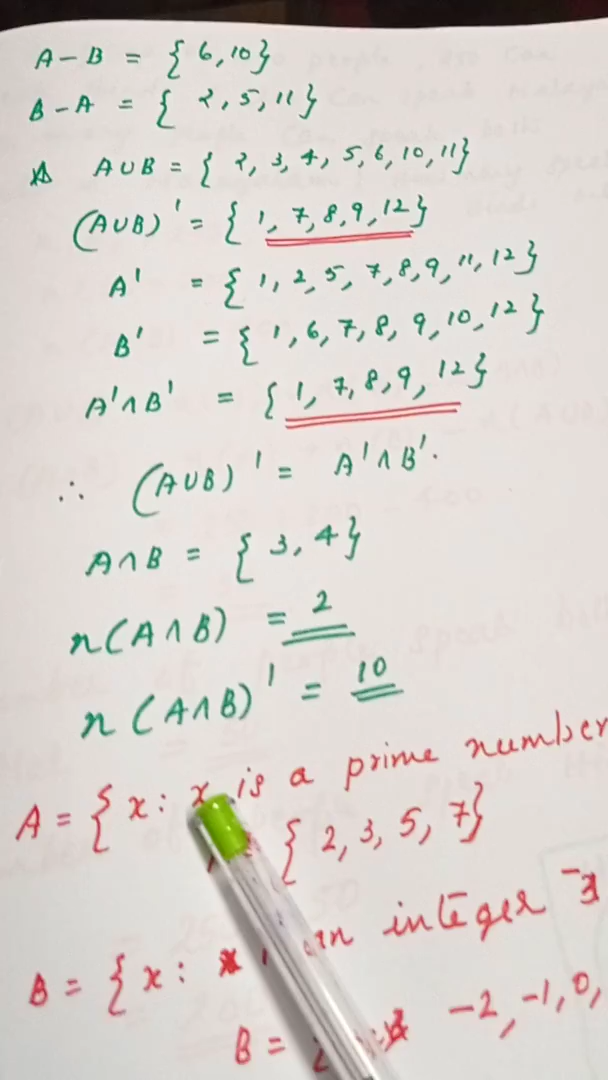 A - B = {6, 10}
B - A = { 2, 5, 11}
A∪B = { 2, 3, 4, 5, 6, 10, 11}
(A∪B)' = { 1, 7, 8, 9, 12}
A' = { 1, 2, 5, 7, 8, 9, 11, 12}
B' = { 1, 6, 7, 8, 9, 10, 12}
A'∩B' = { 1, 7, 8, 9, 12}
∴ (A∪B)' = A'∩B'.
A∩B = { 3, 4}
n(A∩B) = 2
n(A∩B)' = 10
A = { x : x is a prime number
{ 2, 3, 5, 7}
B = { x : an integer -3
B = -2, -1, 0,